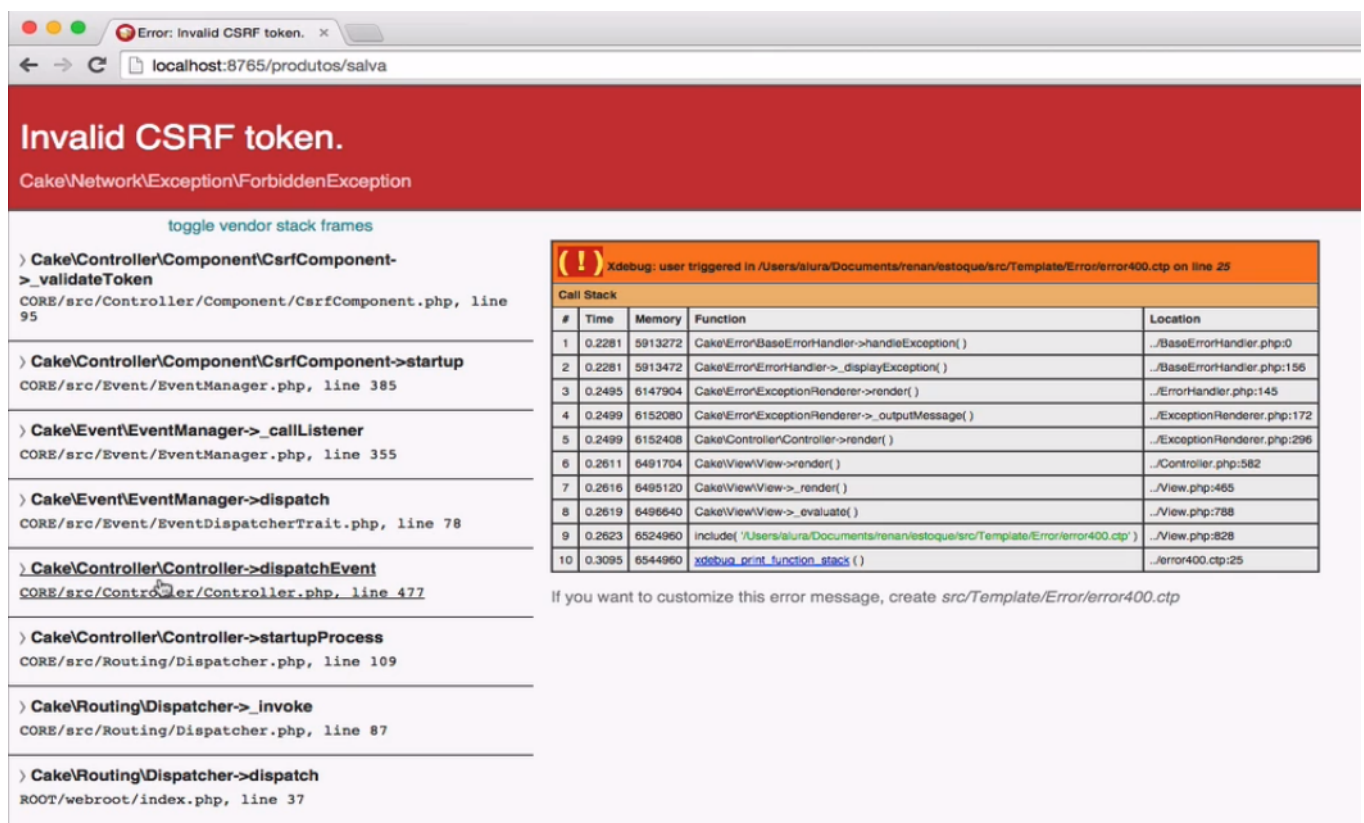 Error: Invalid CSRF token. ×
localhost:8765/produtos/salva
Invalid CSRF token.
Cake\Network\Exception\ForbiddenException
toggle vendor stack frames
⟩ Cake\Controller\Component\CsrfComponent-
>_validateToken
CORE/src/Controller/Component/CsrfComponent.php, line
95
⟩ Cake\Controller\Component\CsrfComponent->startup
CORE/src/Event/EventManager.php, line 385
⟩ Cake\Event\EventManager->_callListener
CORE/src/Event/EventManager.php, line 355
⟩ Cake\Event\EventManager->dispatch
CORE/src/Event/EventDispatcherTrait.php, line 78
⟩ Cake\Controller\Controller->dispatchEvent
CORE/src/Controller/Controller.php, line 477
⟩ Cake\Controller\Controller->startupProcess
CORE/src/Routing/Dispatcher.php, line 109
⟩ Cake\Routing\Dispatcher->_invoke
CORE/src/Routing/Dispatcher.php, line 87
⟩ Cake\Routing\Dispatcher->dispatch
ROOT/webroot/index.php, line 37
( ! ) Xdebug: user triggered in /Users/alura/Documents/renan/estoque/src/Template/Error/error400.ctp on line 25
Call Stack
# Time Memory Function Location
1 0.2281 5913272 Cake\Error\BaseErrorHandler->handleException( ) ../BaseErrorHandler.php:0
2 0.2281 5913472 Cake\Error\ErrorHandler->_displayException( ) ../BaseErrorHandler.php:156
3 0.2495 6147904 Cake\Error\ExceptionRenderer->render( ) ../ErrorHandler.php:145
4 0.2499 6152080 Cake\Error\ExceptionRenderer->_outputMessage( ) ../ExceptionRenderer.php:172
5 0.2499 6152408 Cake\Controller\Controller->render( ) ../ExceptionRenderer.php:296
6 0.2611 6491704 Cake\View\View->render( ) ../Controller.php:582
7 0.2616 6495120 Cake\View\View->_render( ) ../View.php:465
8 0.2619 6496640 Cake\View\View->_evaluate( ) ../View.php:788
9 0.2623 6524960 include( '/Users/alura/Documents/renan/estoque/src/Template/Error/error400.ctp' ) ../View.php:828
10 0.3095 6544960 xdebug_print_function_stack ( ) ../error400.ctp:25
If you want to customize this error message, create src/Template/Error/error400.ctp